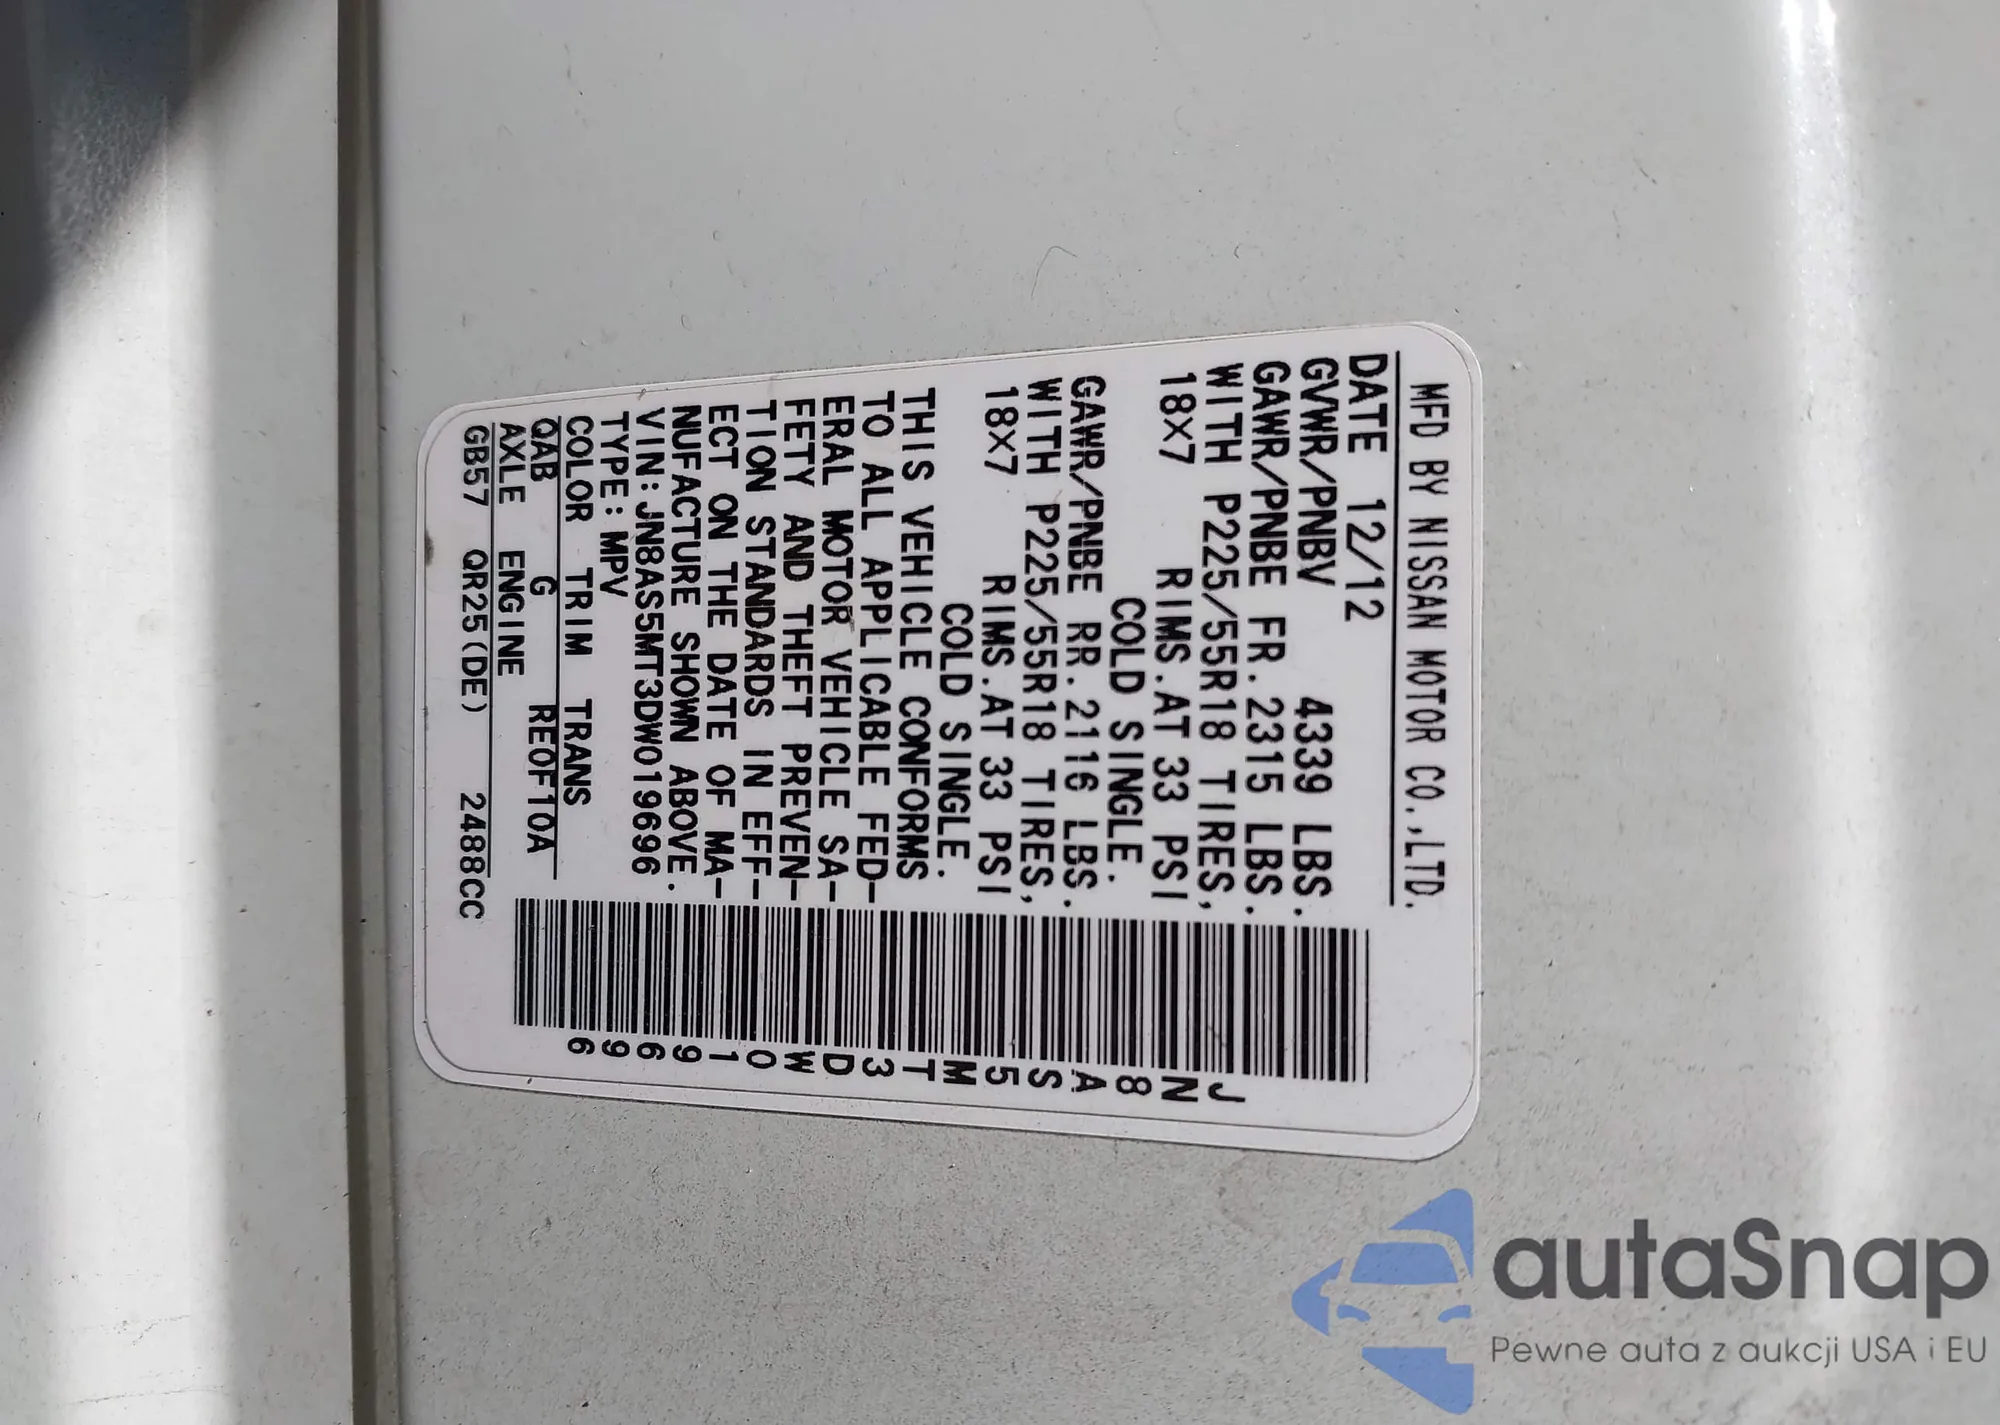 MFD BY NISSAN MOTOR CO.,LTD.
DATE 12/12
GVWR/PNBV 4339 LBS.
GAWR/PNBE FR.2315 LBS.
WITH P225/55R18 TIRES,
18X7 RIMS.AT 33 PSI
COLD SINGLE.
GAWR/PNBE RR.2116 LBS.
WITH P225/55R18 TIRES,
18X7 RIMS.AT 33 PSI
COLD SINGLE.
THIS VEHICLE CONFORMS
TO ALL APPLICABLE FED-
ERAL MOTOR VEHICLE SA-
FETY AND THEFT PREVEN-
TION STANDARDS IN EFF-
ECT ON THE DATE OF MA-
NUFACTURE SHOWN ABOVE.
VIN:JN8AS5MT3DW019696
TYPE:MPV
COLOR TRIM TRANS
QAB G RE0F10A
AXLE ENGINE
GB57 QR25(DE) 2488CC
JN8AS5MT3DW019696
autaSnap
Pewne auta z aukcji USA i EU